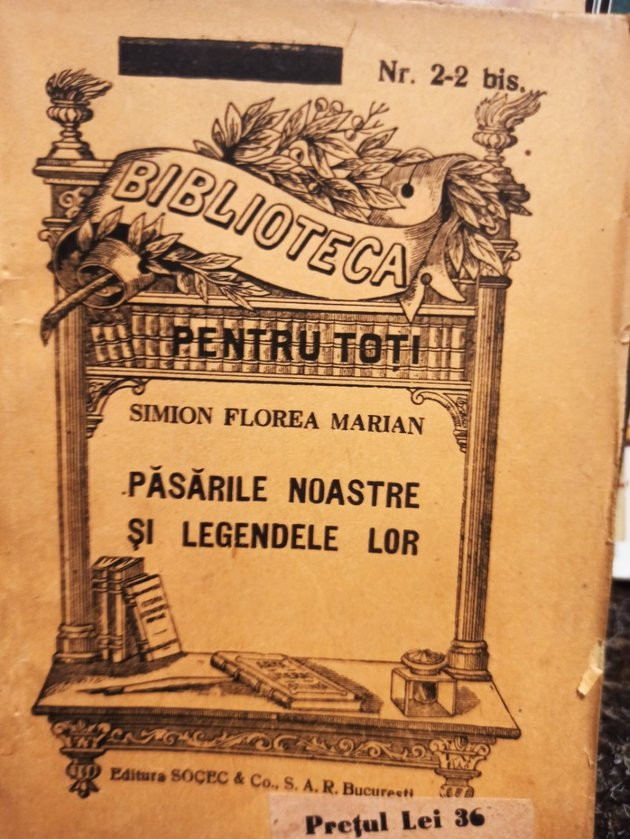 Nr. 2-2 bis.
BIBLIOTECA
PENTRU TOȚI
SIMION FLOREA MARIAN
PĂSĂRILE NOASTRE
ȘI LEGENDELE LOR
Editura SOCEC & Co., S. A. R. București
Prețul Lei 36